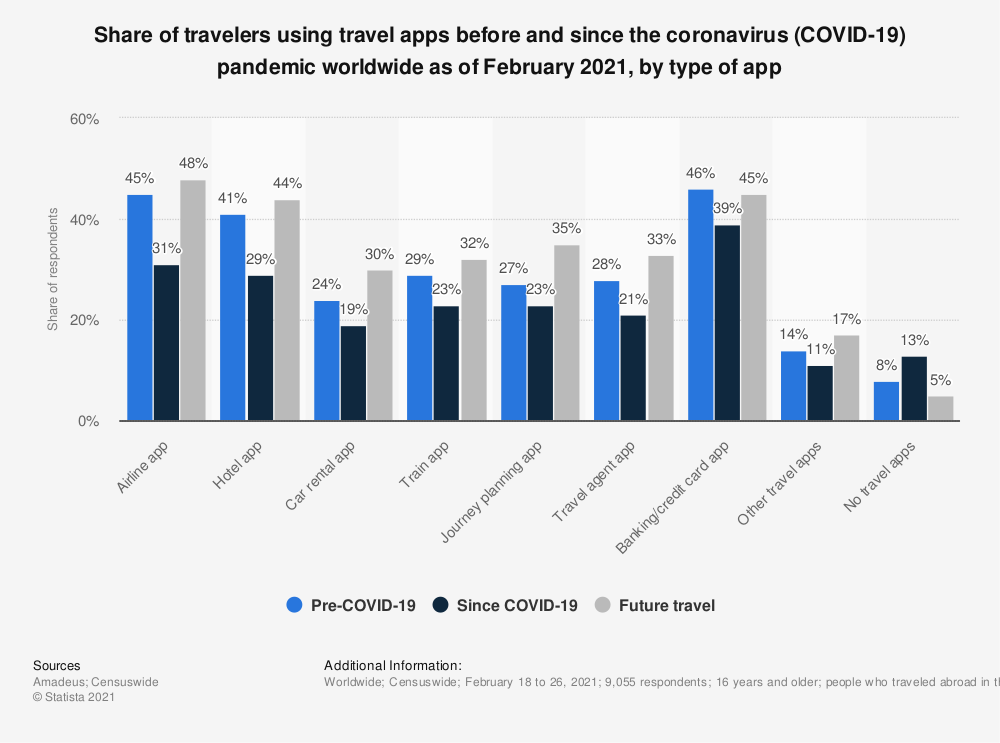 Share of travelers using travel apps before and since the coronavirus (COVID-19)
pandemic worldwide as of February 2021, by type of app
Share of respondents
60%
40%
20%
0%
45%
31%
48%
41%
29%
44%
24%
19%
30%
29%
23%
32%
27%
23%
35%
28%
21%
33%
46%
39%
45%
14%
11%
17%
8%
13%
5%
Airline app
Hotel app
Car rental app
Train app
Journey planning app
Travel agent app
Banking/credit card app
Other travel apps
No travel apps
Pre-COVID-19
Since COVID-19
Future travel
Sources
Amadeus; Censuswide
© Statista 2021
Additional Information:
Worldwide; Censuswide; February 18 to 26, 2021; 9,055 respondents; 16 years and older; people who traveled abroad in